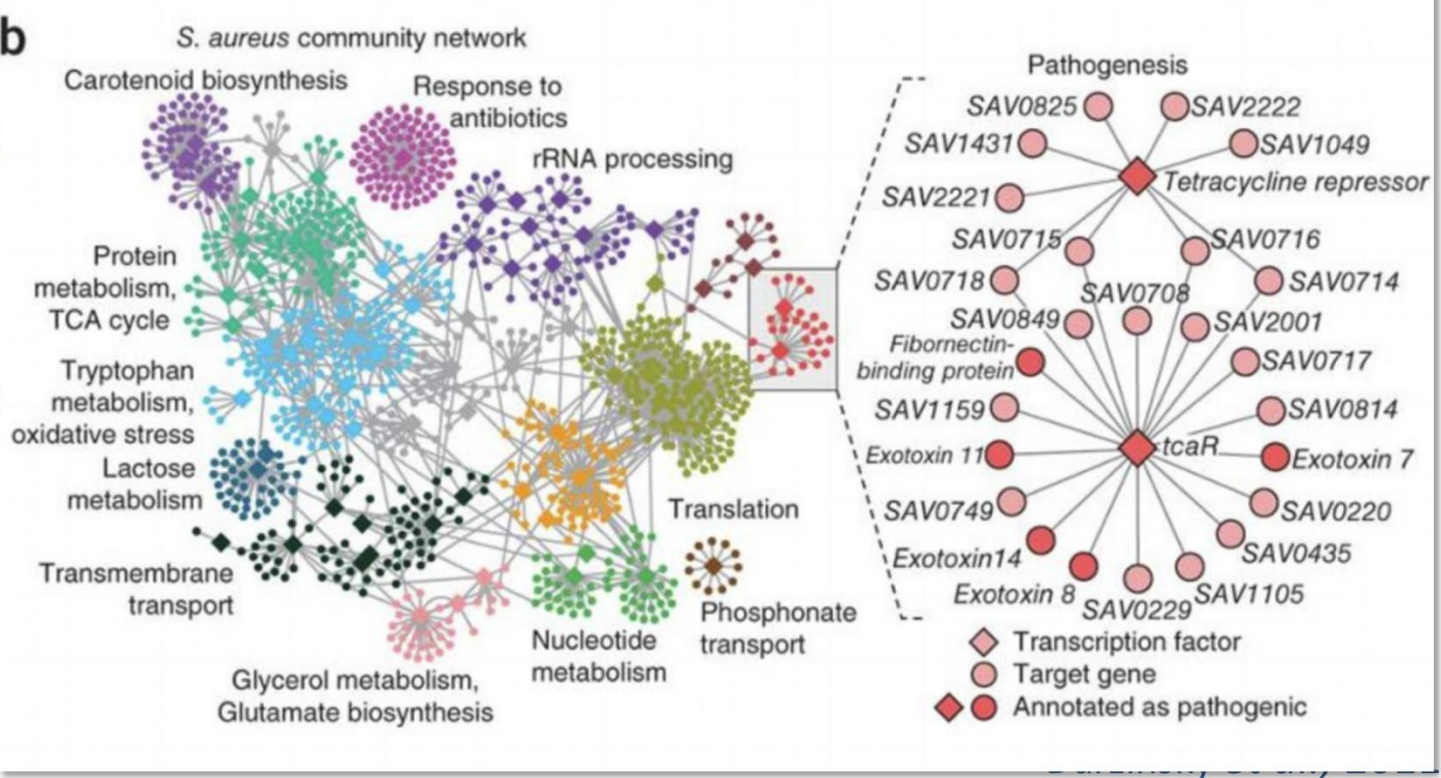 b
S. aureus community network
Carotenoid biosynthesis
Response to
antibiotics
rRNA processing
Protein
metabolism,
TCA cycle
Tryptophan
metabolism,
oxidative stress
Lactose
metabolism
Transmembrane
transport
Glycerol metabolism,
Glutamate biosynthesis
Nucleotide
metabolism
Phosphonate
transport
Translation
Pathogenesis
SAV0825
SAV2222
SAV1431
SAV1049
Tetracycline repressor
SAV2221
SAV0715
SAV0716
SAV0718
SAV0714
SAV0708
SAV0849
SAV2001
Fibornectin-
binding protein
SAV0717
SAV1159
SAV0814
Exotoxin 11
tcaR
Exotoxin 7
SAV0749
SAV0220
Exotoxin14
SAV0435
Exotoxin 8
SAV0229
SAV1105
Transcription factor
Target gene
Annotated as pathogenic